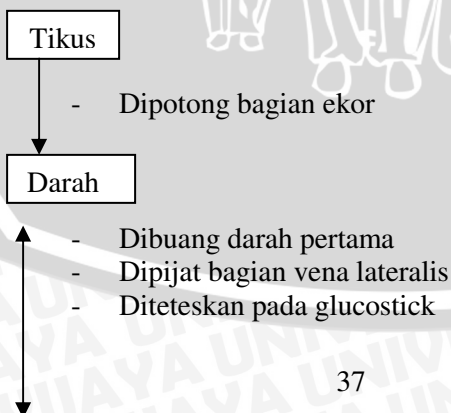 Tikus
- Dipotong bagian ekor
Darah
- Dibuang darah pertama
- Dipijat bagian vena lateralis
- Diteteskan pada glucostick
37